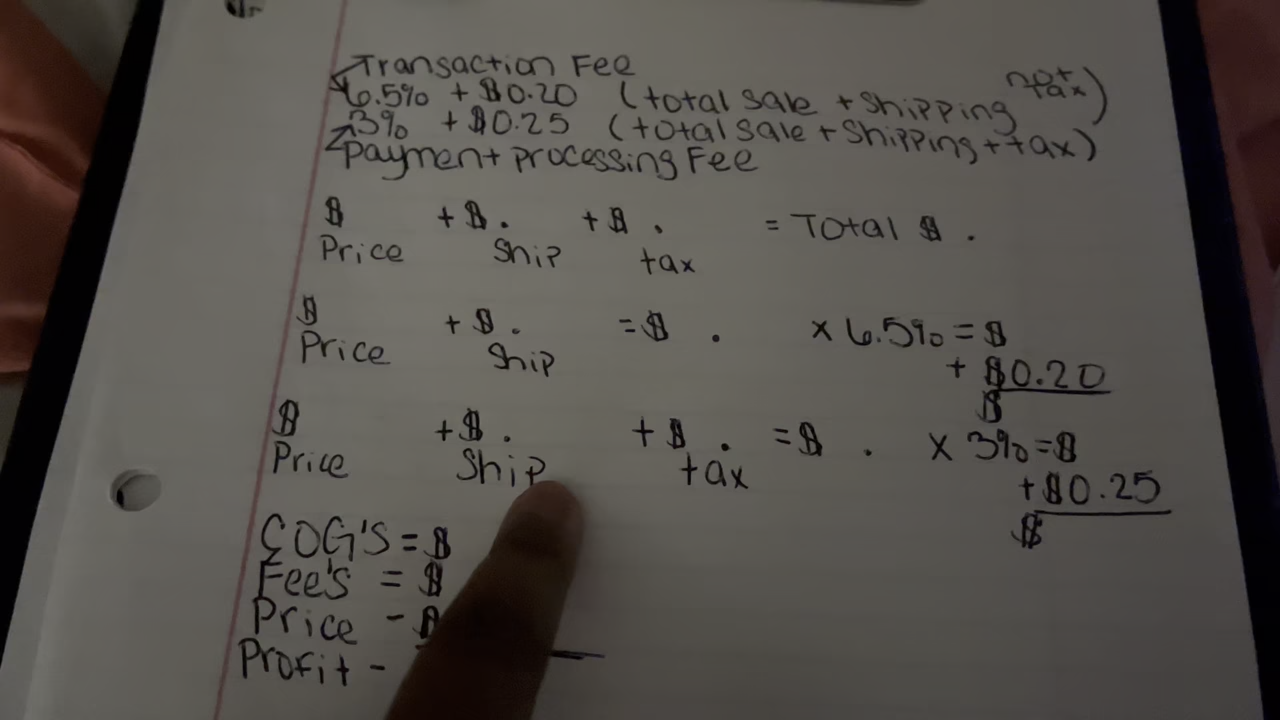 Transaction Fee
6.5% + $0.20 (total sale + shipping not tax)
3% + $0.25 (total sale + shipping + tax)
Payment processing Fee
$ + $ . + $ . = Total $ .
Price Ship tax
$ + $ . = $ . x 6.5% = $
Price Ship + $0.20
$
$ + $ . + $ . = $ . x 3% = $
Price Ship tax + $0.25
$
COG'S = $
Fee's = $
Price - $
Profit -